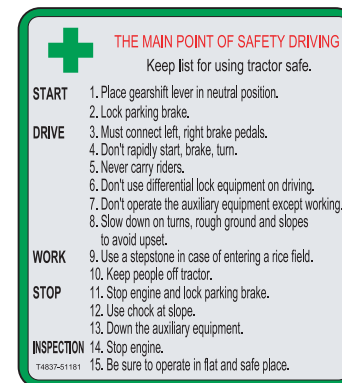 THE MAIN POINT OF SAFETY DRIVING
Keep list for using tractor safe.
START 1. Place gearshift lever in neutral position.
2. Lock parking brake.
DRIVE 3. Must connect left, right brake pedals.
4. Don't rapidly start, brake, turn.
5. Never carry riders.
6. Don't use differential lock equipment on driving.
7. Don't operate the auxiliary equipment except working.
8. Slow down on turns, rough ground and slopes
to avoid upset.
WORK 9. Use a stepstone in case of entering a rice field.
10. Keep people off tractor.
STOP 11. Stop engine and lock parking brake.
12. Use chock at slope.
13. Down the auxiliary equipment.
INSPECTION 14. Stop engine.
T4837-51181 15. Be sure to operate in flat and safe place.